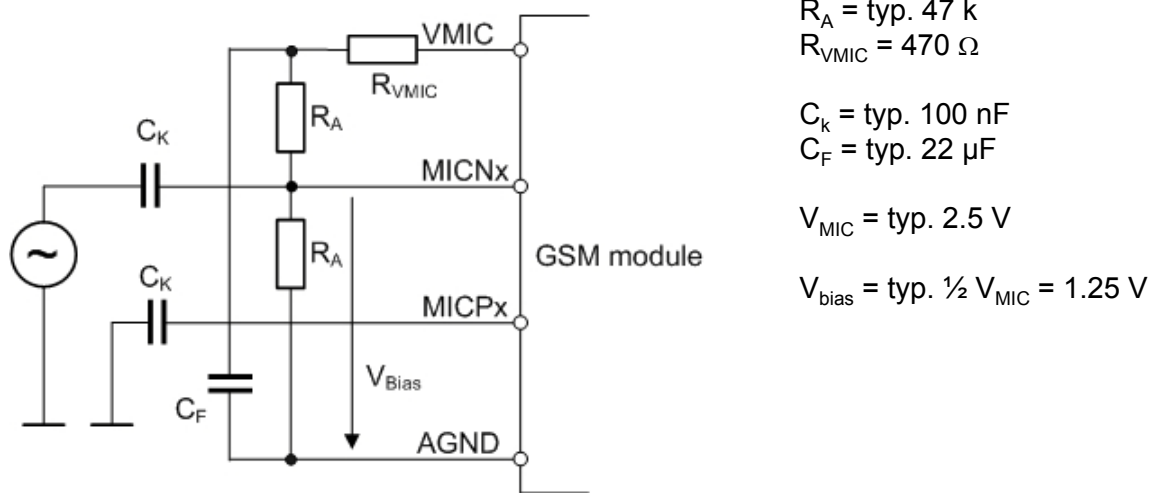 VMIC
R_VMIC
R_A
C_K
MICNx
R_A
GSM module
C_K
MICPx
V_Bias
C_F
AGND
R_A = typ. 47 k
R_VMIC = 470 Ω
C_k = typ. 100 nF
C_F = typ. 22 µF
V_MIC = typ. 2.5 V
V_bias = typ. ½ V_MIC = 1.25 V